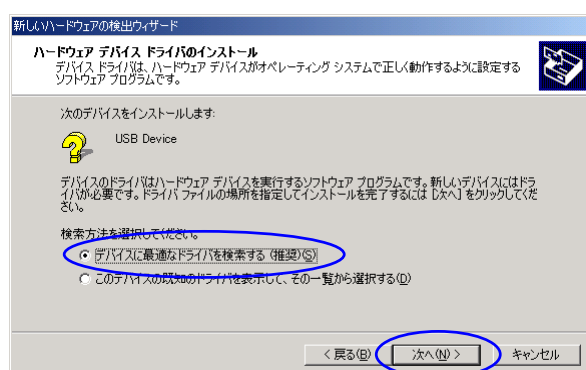 新しいハードウェアの検出ウィザード
ハードウェア デバイス ドライバのインストール
デバイス ドライバは、ハードウェア デバイスがオペレーティング システムで正しく動作するように設定する
ソフトウェア プログラムです。
次のデバイスをインストールします:
USB Device
デバイスのドライバはハードウェア デバイスを実行するソフトウェア プログラムです。新しいデバイスにはドラ
イバが必要です。ドライバ ファイルの場所を指定してインストールを完了するには [次へ] をクリックしてくだ
さい。
検索方法を選択してください。
デバイスに最適なドライバを検索する (推奨)(S)
このデバイスの既知のドライバを表示して、その一覧から選択する(D)
< 戻る(B) 次へ(N) > キャンセル